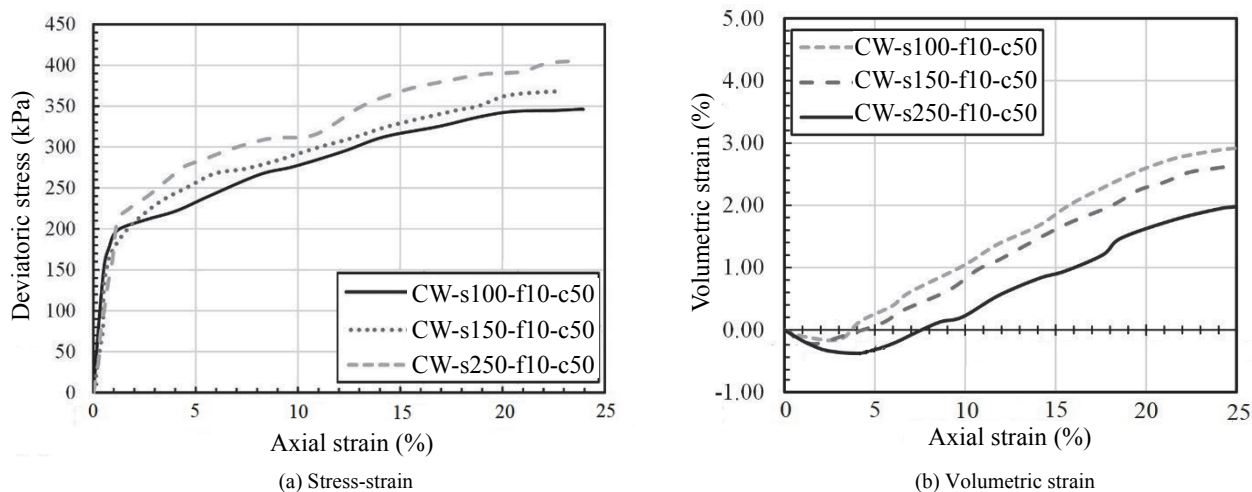 450
400
350
300
250
200
150
100
50
0
Deviatoric stress (kPa)
CW-s100-f10-c50
CW-s150-f10-c50
CW-s250-f10-c50
0 5 10 15 20 25
Axial strain (%)
(a) Stress-strain
5.00
4.00
3.00
2.00
1.00
0.00
-1.00
Volumetric strain (%)
CW-s100-f10-c50
CW-s150-f10-c50
CW-s250-f10-c50
0 5 10 15 20 25
Axial strain (%)
(b) Volumetric strain